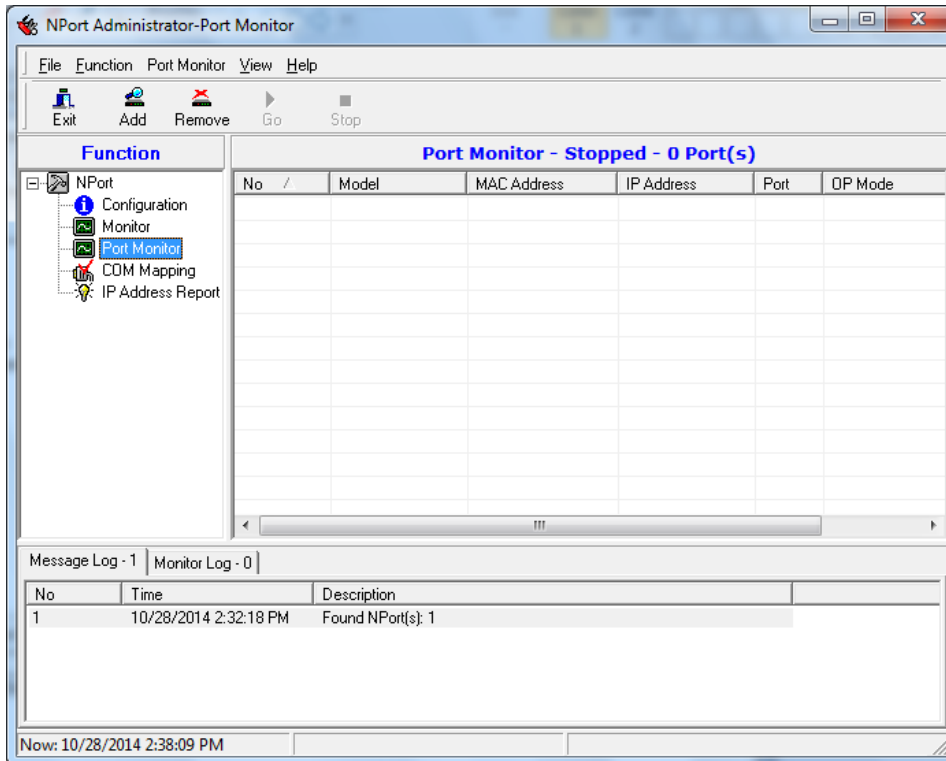 NPort Administrator-Port Monitor
File Function Port Monitor View Help
Exit Add Remove Go Stop
Function
Port Monitor - Stopped - 0 Port(s)
NPort
Configuration
Monitor
Port Monitor
COM Mapping
IP Address Report
No Model MAC Address IP Address Port OP Mode
Message Log - 1 Monitor Log - 0
No Time Description
1 10/28/2014 2:32:18 PM Found NPort(s): 1
Now: 10/28/2014 2:38:09 PM